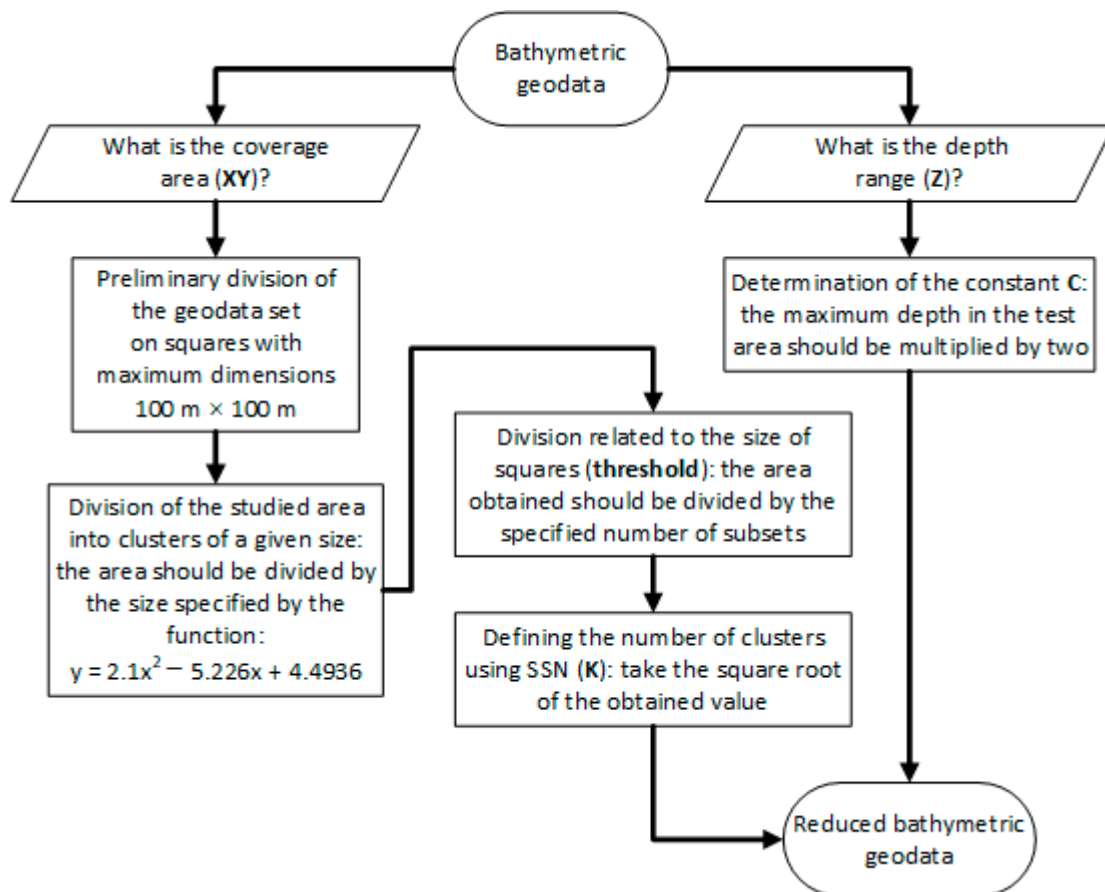 Bathymetric
geodata
What is the coverage
area (XY)?
What is the depth
range (Z)?
Preliminary division of
the geodata set
on squares with
maximum dimensions
100 m × 100 m
Determination of the constant C:
the maximum depth in the test
area should be multiplied by two
Division of the studied area
into clusters of a given size:
the area should be divided by
the size specified by the
function:
y = 2.1x² − 5.226x + 4.4936
Division related to the size of
squares (threshold): the area
obtained should be divided by the
specified number of subsets
Defining the number of clusters
using SSN (K): take the square root
of the obtained value
Reduced bathymetric
geodata